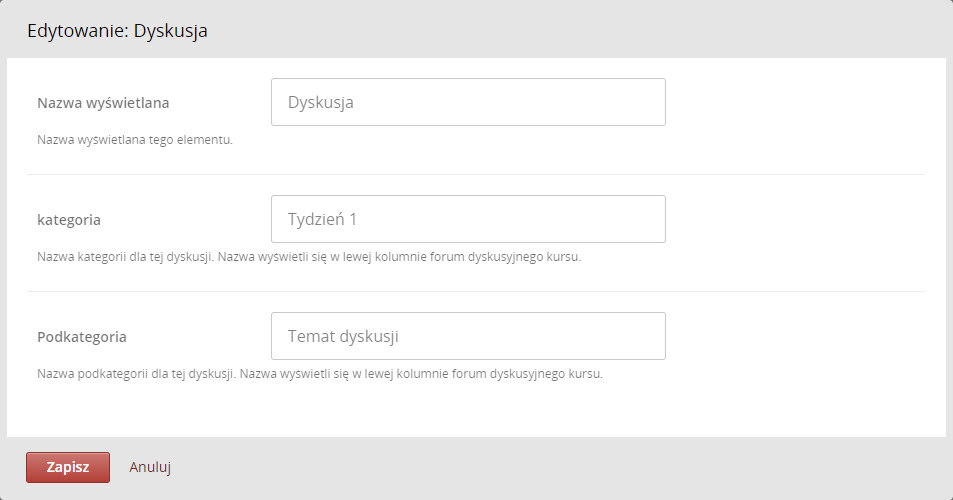 Edytowanie: Dyskusja
Nazwa wyświetlana
Dyskusja
Nazwa wyświetlana tego elementu.
kategoria
Tydzień 1
Nazwa kategorii dla tej dyskusji. Nazwa wyświetli się w lewej kolumnie forum dyskusyjnego kursu.
Podkategoria
Temat dyskusji
Nazwa podkategorii dla tej dyskusji. Nazwa wyświetli się w lewej kolumnie forum dyskusyjnego kursu.
Zapisz
Anuluj